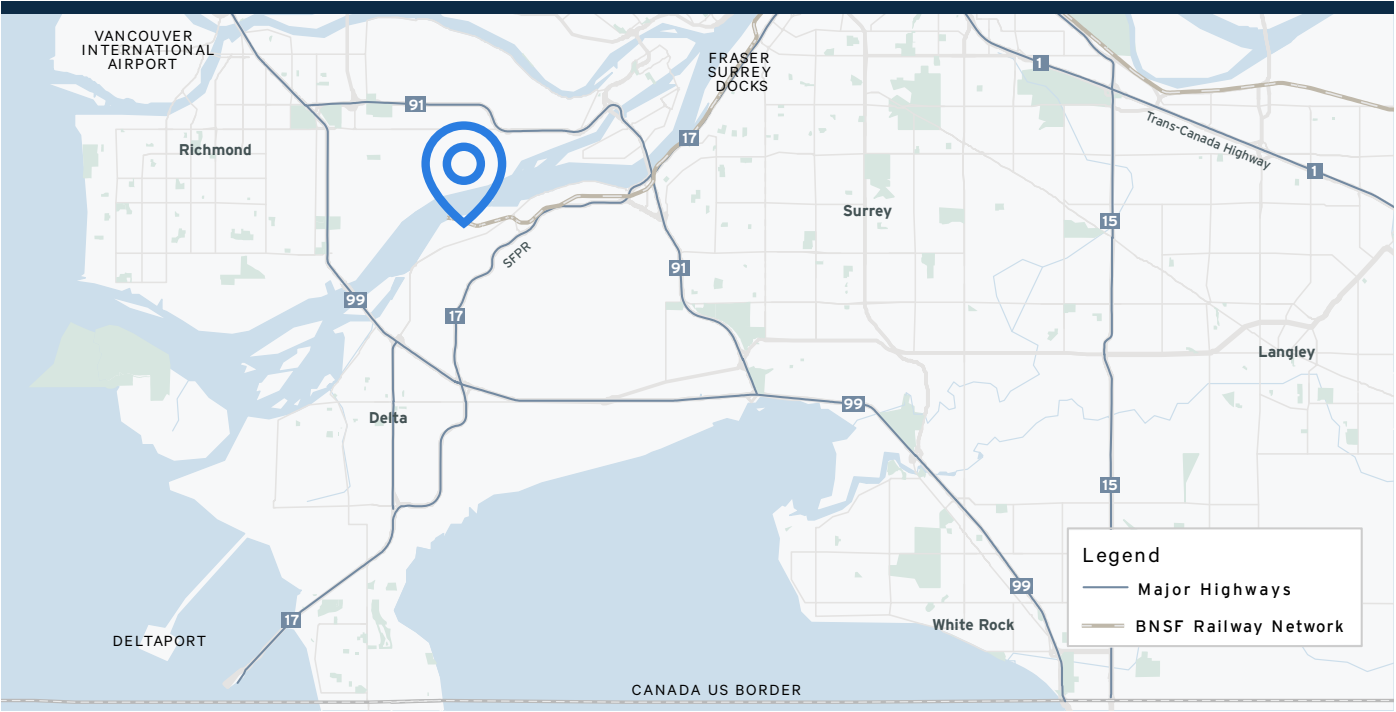 VANCOUVER
INTERNATIONAL
AIRPORT
FRASER
SURREY
DOCKS
1
91
17
Trans-Canada Highway
Richmond
1
Surrey
15
SFPR
91
99
17
Langley
99
Delta
15
99
Legend
Major Highways
BNSF Railway Network
17
White Rock
DELTAPORT
CANADA US BORDER